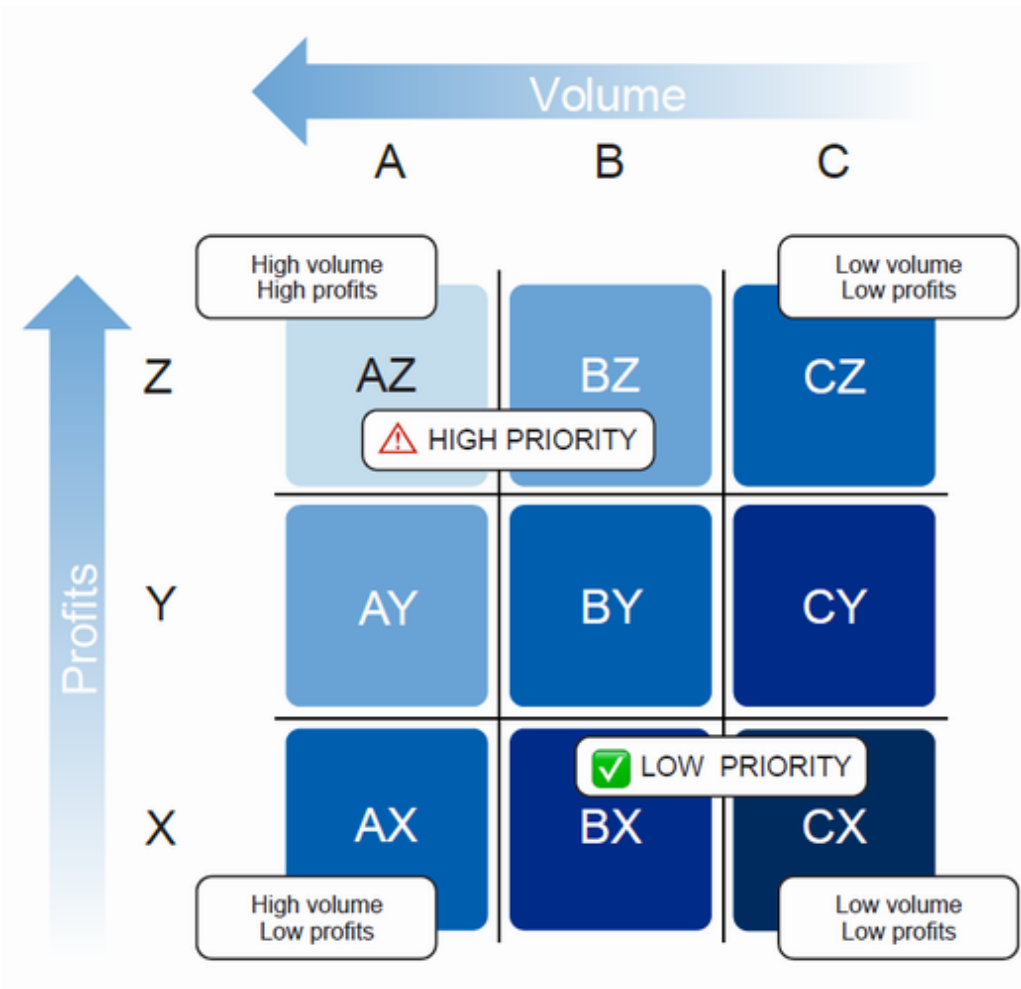 Volume
A B C
High volume
High profits
Low volume
Low profits
Z
AZ
BZ
CZ
⚠ HIGH PRIORITY
Profits
Y
AY
BY
CY
✅ LOW PRIORITY
X
AX
BX
CX
High volume
Low profits
Low volume
Low profits